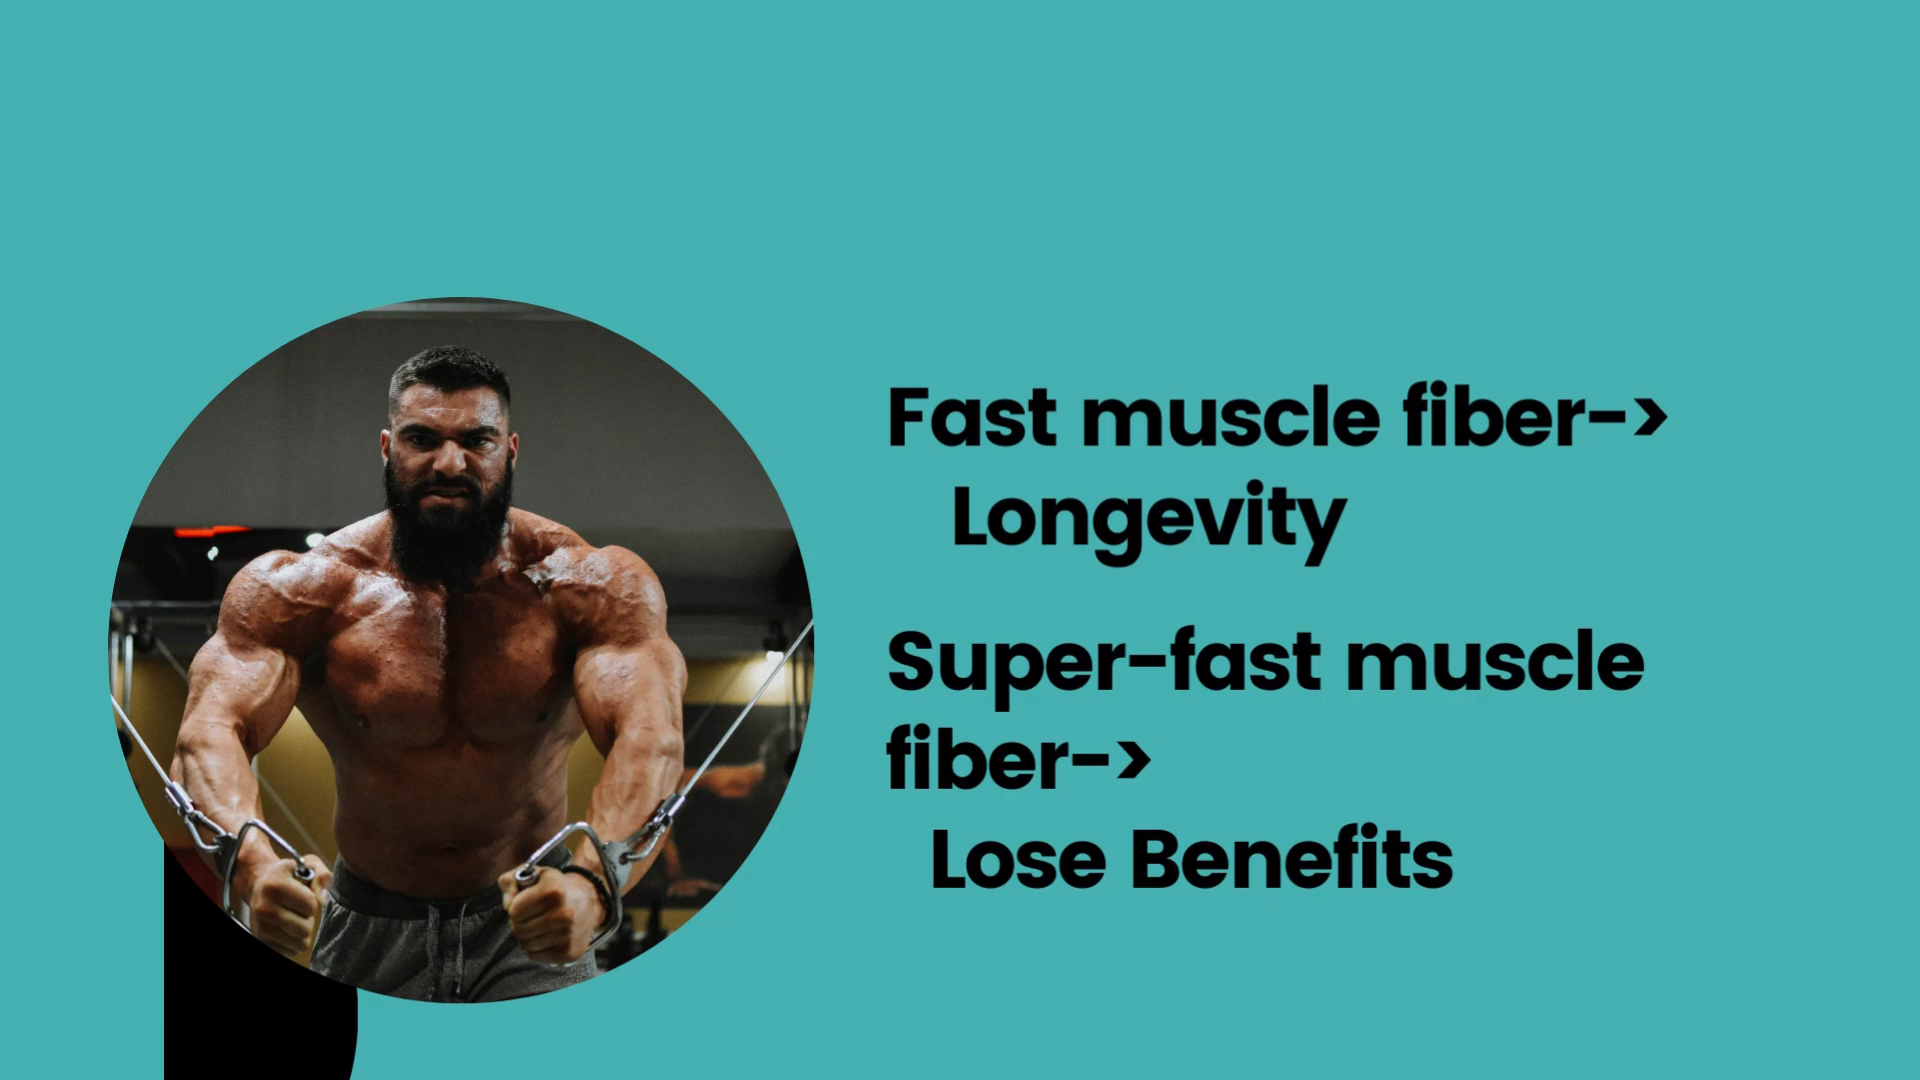 Fast muscle fiber->
Longevity
Super-fast muscle
fiber->
Lose Benefits